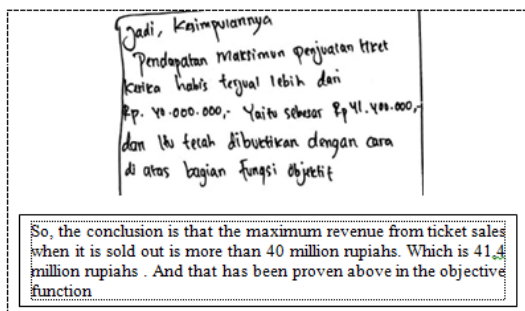 Jadi, Kesimpulannya
Pendapatan Maksimum penjualan tiket
ketika habis terjual lebih dari
Rp. 40.000.000,- Yaitu sebesar Rp 41.400.000,-
dan itu telah dibuktikan dengan cara
di atas bagian fungsi objektif
So, the conclusion is that the maximum revenue from ticket sales
when it is sold out is more than 40 million rupiahs. Which is 41,4
million rupiahs . And that has been proven above in the objective
function